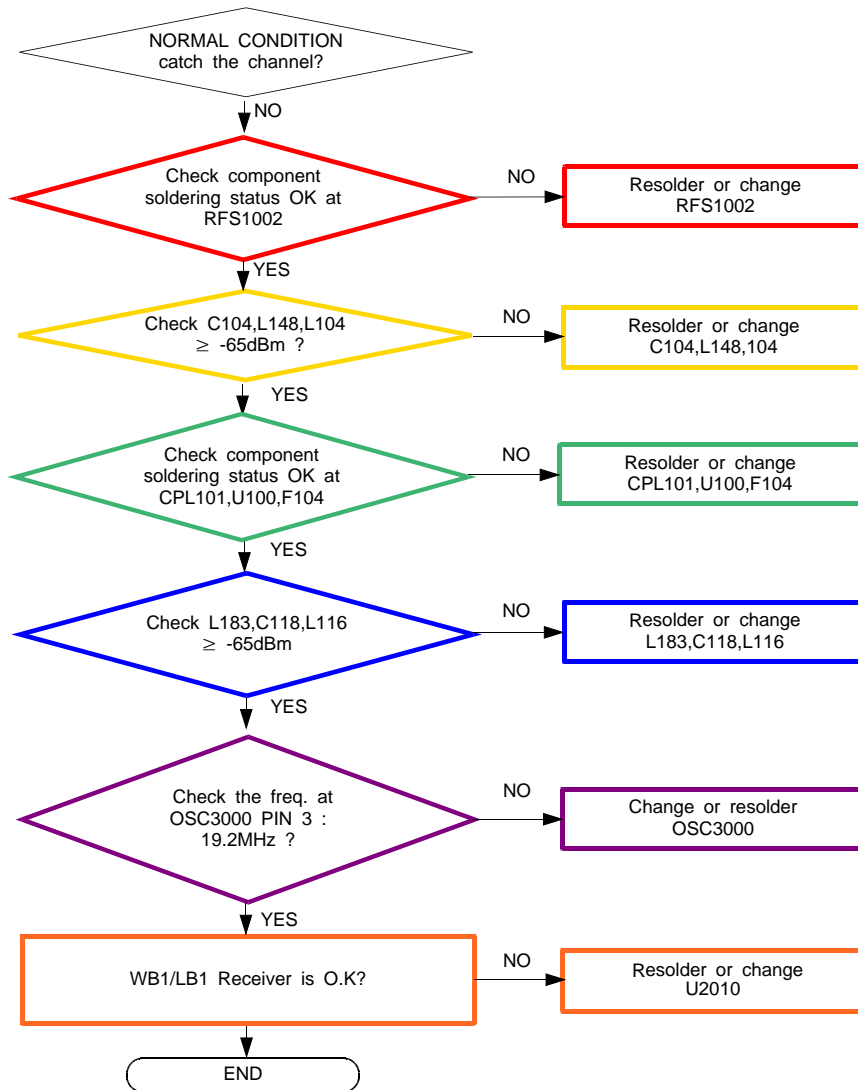 NORMAL CONDITION
catch the channel?
NO
Check component
soldering status OK at
RFS1002
NO
Resolder or change
RFS1002
YES
Check C104,L148,L104
≥ -65dBm ?
NO
Resolder or change
C104,L148,104
YES
Check component
soldering status OK at
CPL101,U100,F104
NO
Resolder or change
CPL101,U100,F104
YES
Check L183,C118,L116
≥ -65dBm
NO
Resolder or change
L183,C118,L116
YES
Check the freq. at
OSC3000 PIN 3 :
19.2MHz ?
NO
Change or resolder
OSC3000
YES
WB1/LB1 Receiver is O.K?
NO
Resolder or change
U2010
END